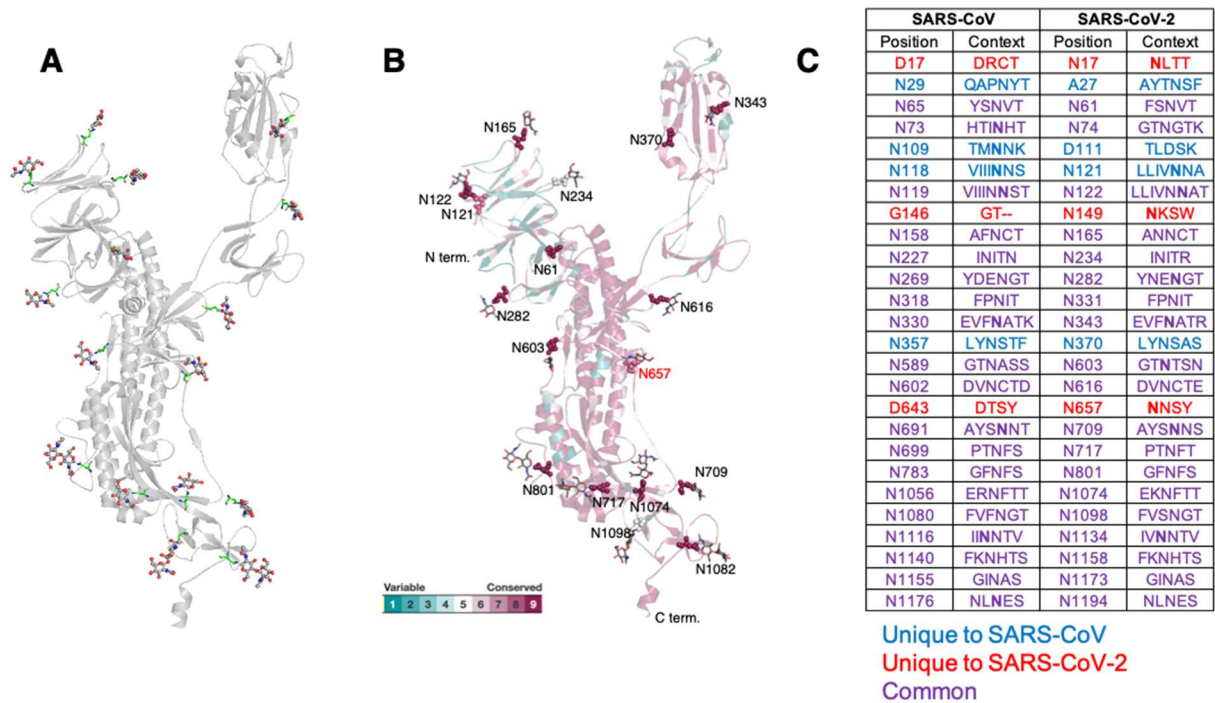 A
B
C
N343
N165
N370
N122
N121
N234
N term.
N61
N282
N616
N603
N657
N709
N801
N717
N1074
N1098
N1082
C term.
Variable Conserved
1 2 3 4 5 6 7 8 9
SARS-CoV SARS-CoV-2
Position Context Position Context
D17 DRCT N17 NLTT
N29 QAPNYT A27 AYTNSF
N65 YSNVT N61 FSNVT
N73 HTINHT N74 GTNGTK
N109 TMNNK D111 TLDSK
N118 VIIINNS N121 LLIVNNA
N119 VIIINNST N122 LLIVNNAT
G146 GT-- N149 NKSW
N158 AFNCT N165 ANNCT
N227 INITN N234 INITR
N269 YDENGT N282 YNENGT
N318 FPNIT N331 FPNIT
N330 EVFNATK N343 EVFNATR
N357 LYNSTF N370 LYNSAS
N589 GTNASS N603 GTNTSN
N602 DVNCTD N616 DVNCTE
D643 DTSY N657 NNSY
N691 AYSNNT N709 AYSNNS
N699 PTNFS N717 PTNFT
N783 GFNFS N801 GFNFS
N1056 ERNFTT N1074 EKNFTT
N1080 FVFNGT N1098 FVSNGT
N1116 IINNTV N1134 IVNNTV
N1140 FKNHTS N1158 FKNHTS
N1155 GINAS N1173 GINAS
N1176 NLNES N1194 NLNES
Unique to SARS-CoV
Unique to SARS-CoV-2
Common